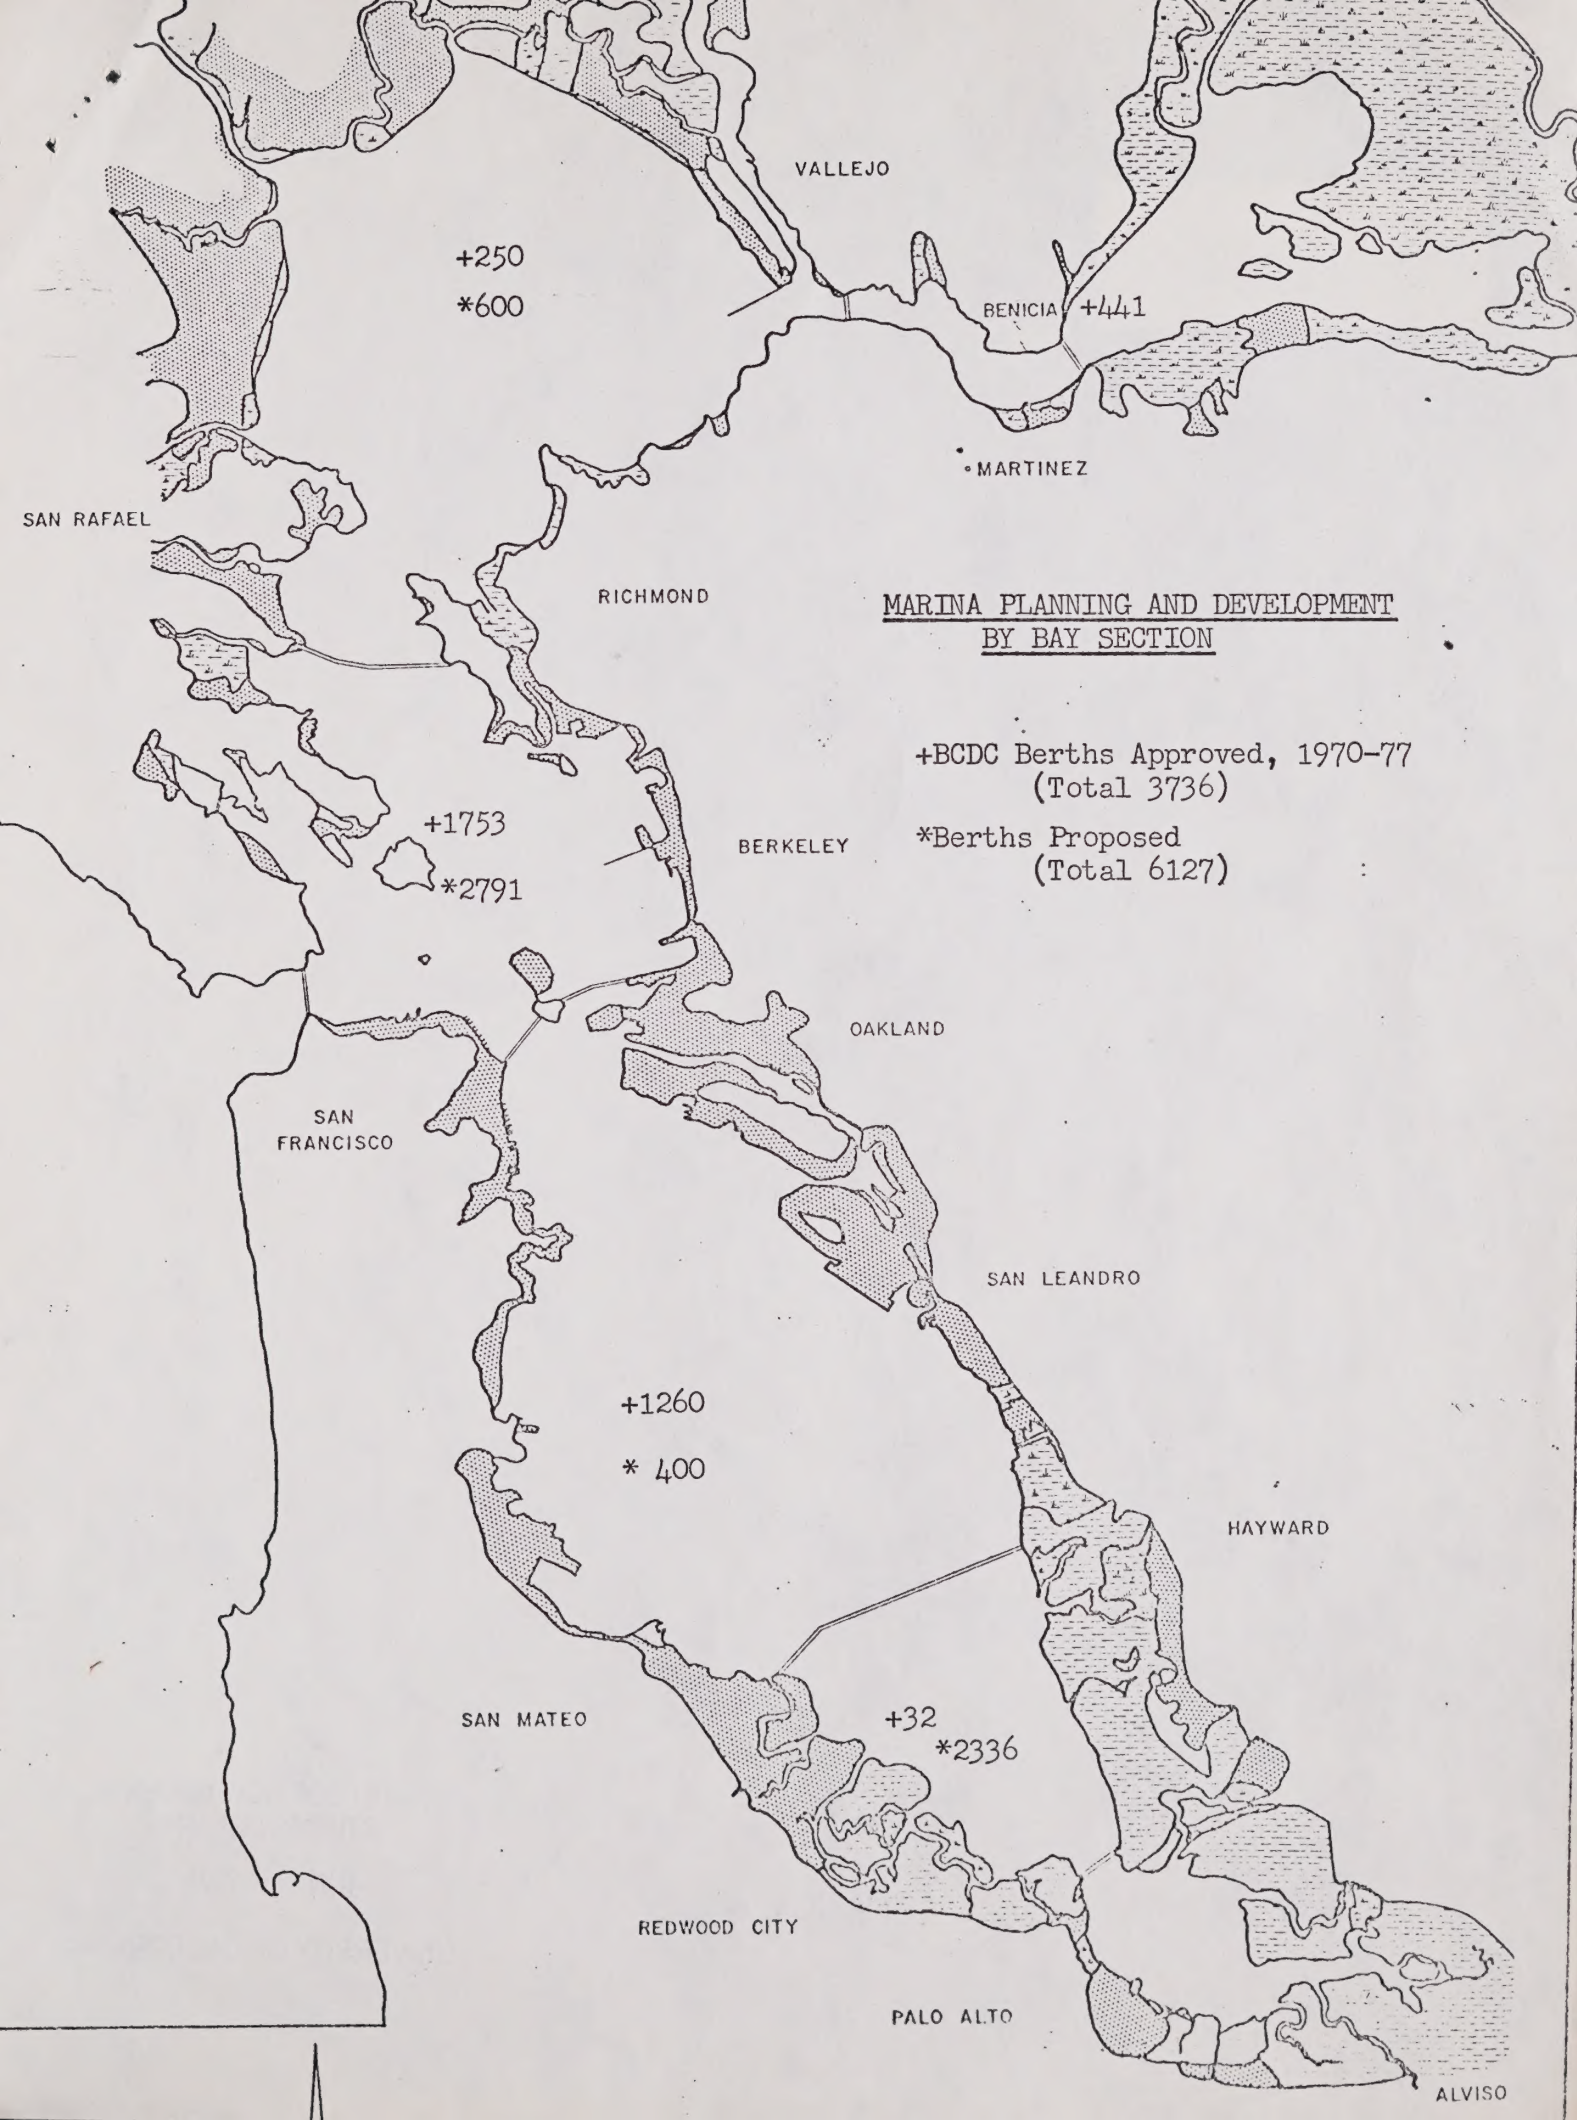 VALLEJO
+250
*600
BENICIA +441
MARTINEZ
SAN RAFAEL
RICHMOND
MARINA PLANNING AND DEVELOPMENT
BY BAY SECTION
+BCDC Berths Approved, 1970-77
(Total 3736)
*Berths Proposed
(Total 6127)
+1753
*2791
BERKELEY
OAKLAND
SAN
FRANCISCO
SAN LEANDRO
+1260
* 400
HAYWARD
SAN MATEO
+32
*2336
REDWOOD CITY
PALO ALTO
ALVISO